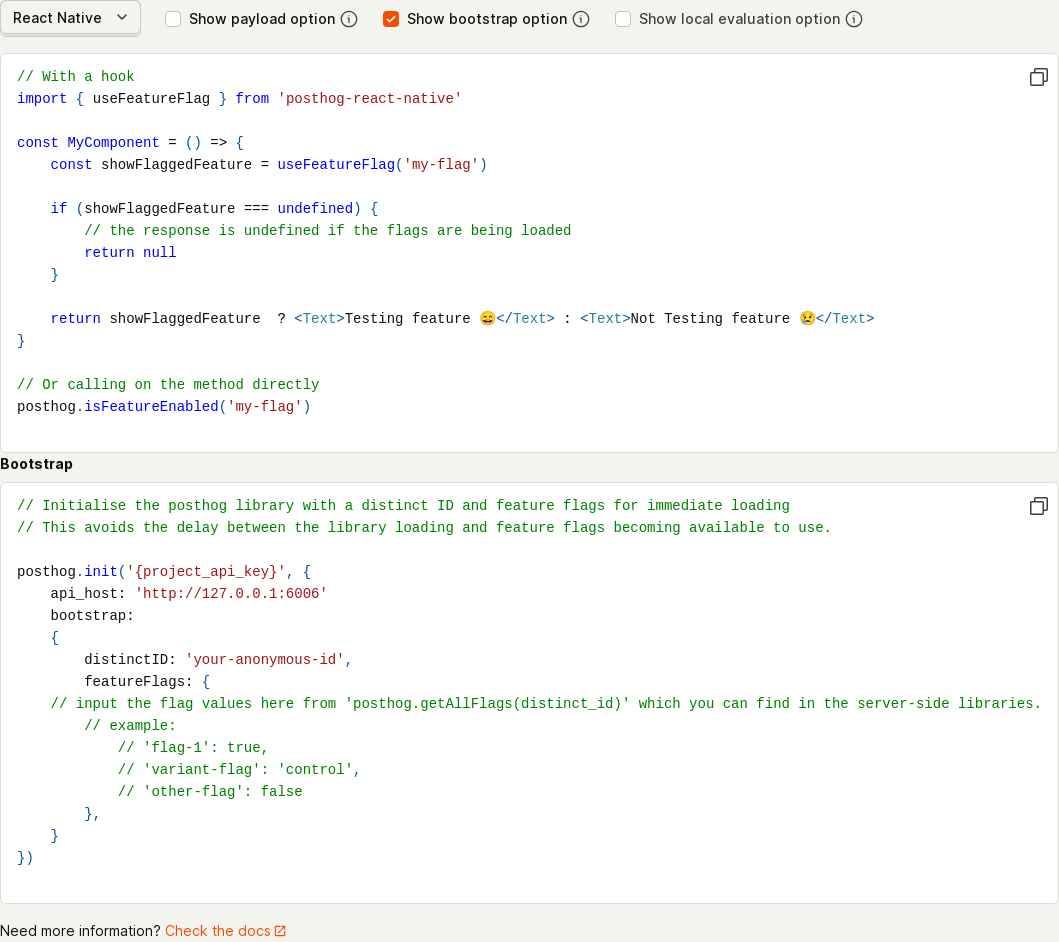 React Native Show payload option Show bootstrap option Show local evaluation option
// With a hook
import { useFeatureFlag } from 'posthog-react-native'
const MyComponent = () => {
    const showFlaggedFeature = useFeatureFlag('my-flag')
    if (showFlaggedFeature === undefined) {
        // the response is undefined if the flags are being loaded
        return null
    }
    return showFlaggedFeature  ? <Text>Testing feature 😄</Text> : <Text>Not Testing feature 😢</Text>
}
// Or calling on the method directly
posthog.isFeatureEnabled('my-flag')
Bootstrap
// Initialise the posthog library with a distinct ID and feature flags for immediate loading
// This avoids the delay between the library loading and feature flags becoming available to use.
posthog.init('{project_api_key}', {
    api_host: 'http://127.0.0.1:6006'
    bootstrap:
    {
        distinctID: 'your-anonymous-id',
        featureFlags: {
    // input the flag values here from 'posthog.getAllFlags(distinct_id)' which you can find in the server-side libraries.
        // example:
            // 'flag-1': true,
            // 'variant-flag': 'control',
            // 'other-flag': false
        },
    }
})
Need more information? Check the docs